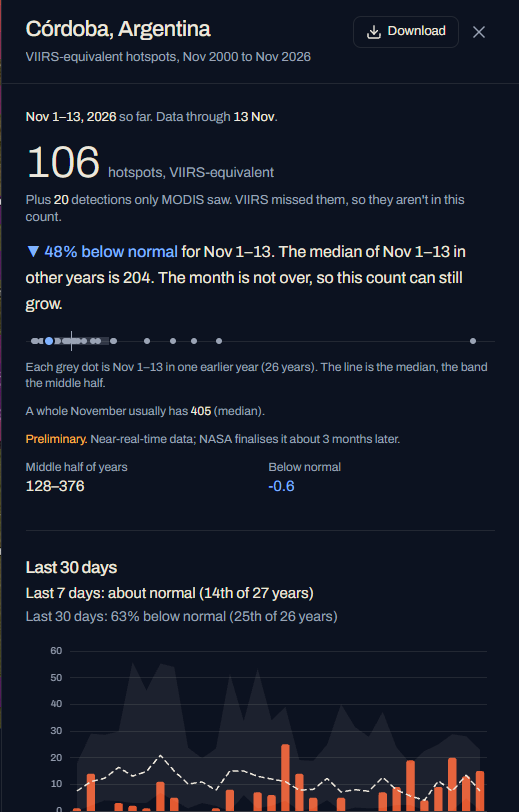 Córdoba, Argentina
Download
VIIRS-equivalent hotspots, Nov 2000 to Nov 2026
Nov 1–13, 2026 so far. Data through 13 Nov.
106 hotspots, VIIRS-equivalent
Plus 20 detections only MODIS saw. VIIRS missed them, so they aren't in this
count.
▼ 48% below normal for Nov 1–13. The median of Nov 1–13 in
other years is 204. The month is not over, so this count can still
grow.
Each grey dot is Nov 1–13 in one earlier year (26 years). The line is the median, the band
the middle half.
A whole November usually has 405 (median).
Preliminary. Near-real-time data; NASA finalises it about 3 months later.
Middle half of years
128–376
Below normal
-0.6
Last 30 days
Last 7 days: about normal (14th of 27 years)
Last 30 days: 63% below normal (25th of 26 years)
60
50
40
30
20
10
0